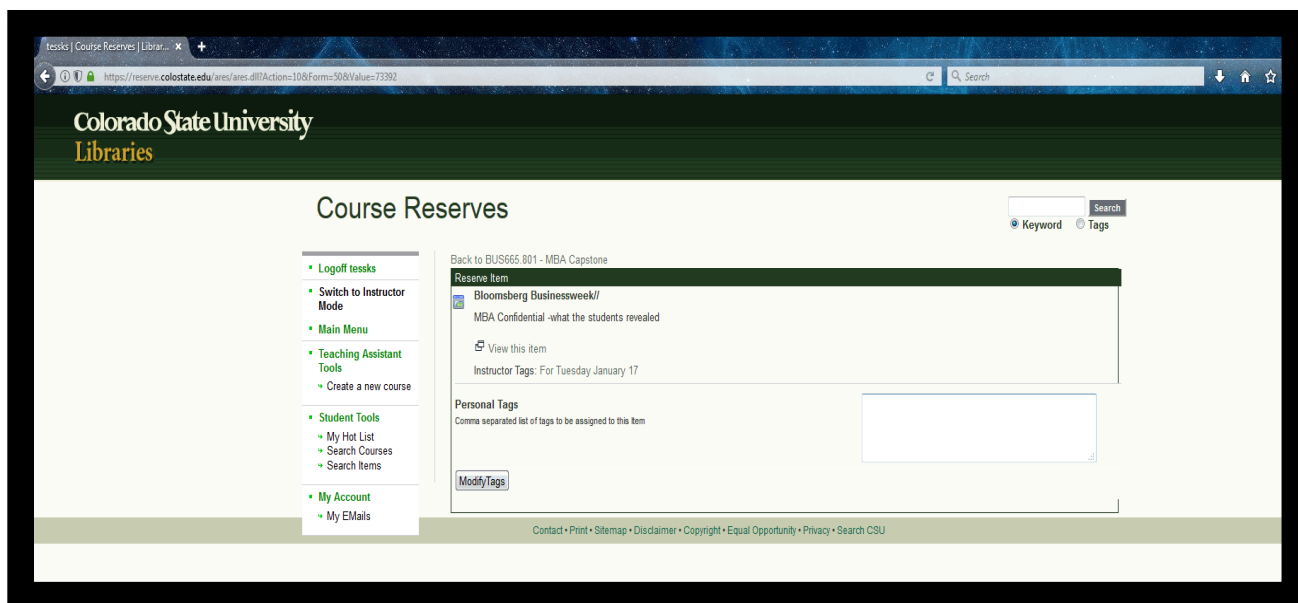 tessks | Course Reserves | Librar... × +
https://reserve.colostate.edu/ares/ares.dll?Action=10&Form=50&Value=73392
Search
Colorado State University
Libraries
Course Reserves
Search
Keyword Tags
Logoff tessks
Switch to Instructor
Mode
Main Menu
Teaching Assistant
Tools
Create a new course
Student Tools
My Hot List
Search Courses
Search Items
My Account
My EMails
Back to BUS665.801 - MBA Capstone
Reserve Item
Bloomsberg Businessweek//
MBA Confidential -what the students revealed
View this item
Instructor Tags: For Tuesday January 17
Personal Tags
Comma separated list of tags to be assigned to this item
ModifyTags
Contact • Print • Sitemap • Disclaimer • Copyright • Equal Opportunity • Privacy • Search CSU